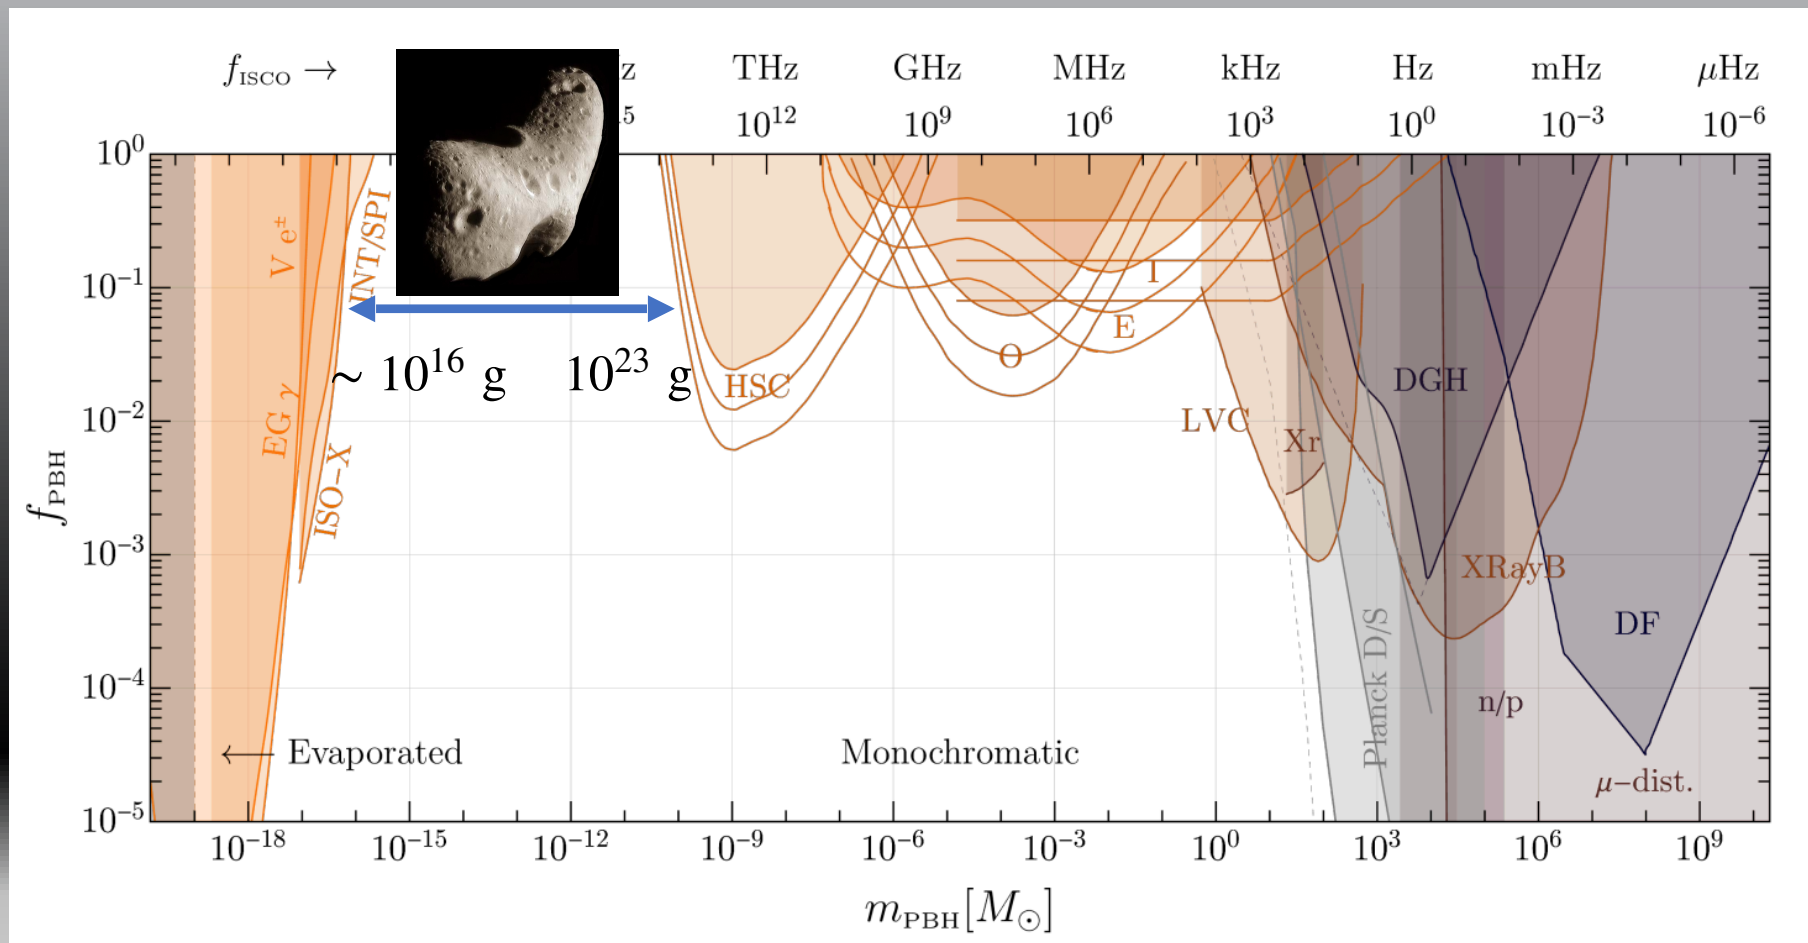 f_ISCO → z THz GHz MHz kHz Hz mHz μHz
15 10^12 10^9 10^6 10^3 10^0 10^−3 10^−6
10^0
10^−1
10^−2
10^−3
10^−4
10^−5
f_PBH
V e^±
INT/SPI
EG γ
ISO−X
~ 10^16 g 10^23 g
HSC
O
E
I
LVC
Xr
DGH
XRayB
DF
Planck D/S
n/p
μ−dist.
← Evaporated
Monochromatic
10^−18 10^−15 10^−12 10^−9 10^−6 10^−3 10^0 10^3 10^6 10^9
m_PBH[M_⊙]